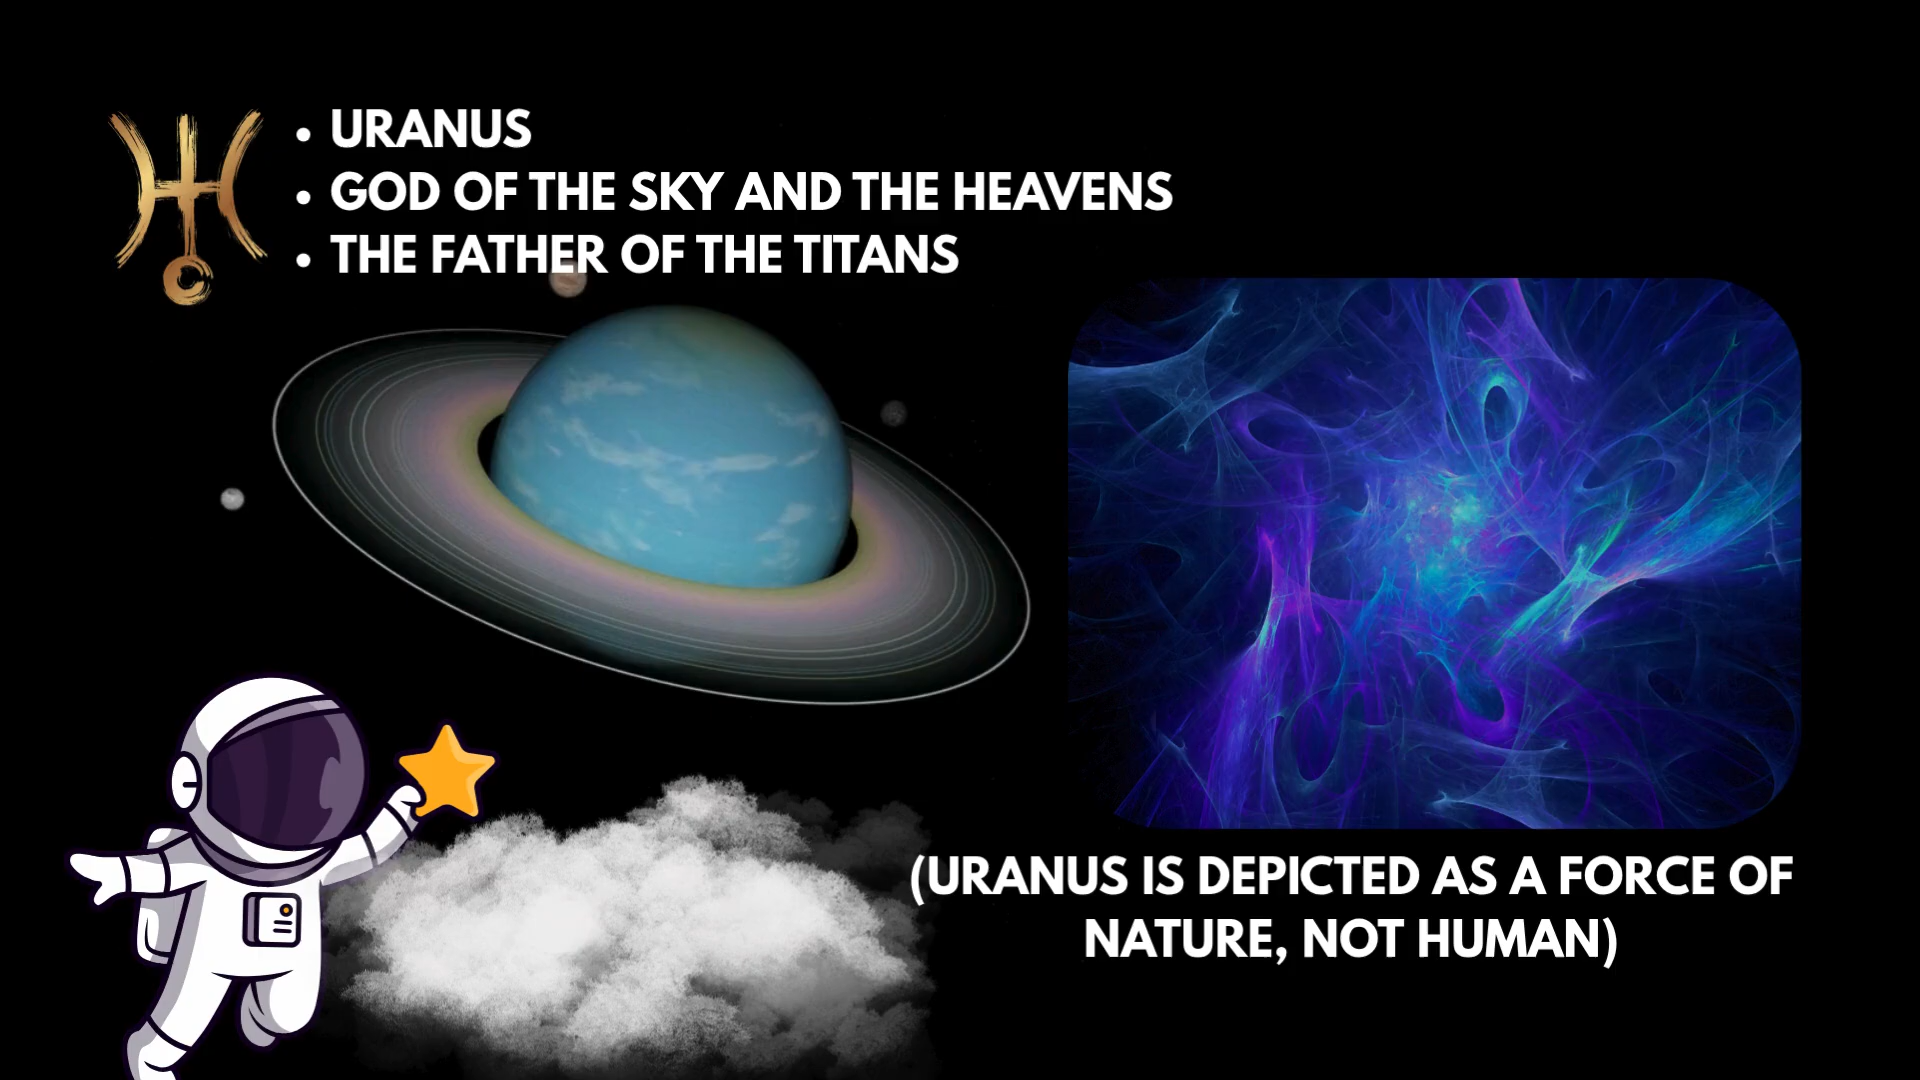 • URANUS
• GOD OF THE SKY AND THE HEAVENS
• THE FATHER OF THE TITANS
(URANUS IS DEPICTED AS A FORCE OF
NATURE, NOT HUMAN)